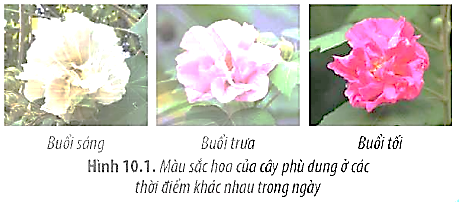 Buổi sáng
Buổi trưa
Buổi tối
Hình 10.1. Màu sắc hoa của cây phù dung ở các
thời điểm khác nhau trong ngày